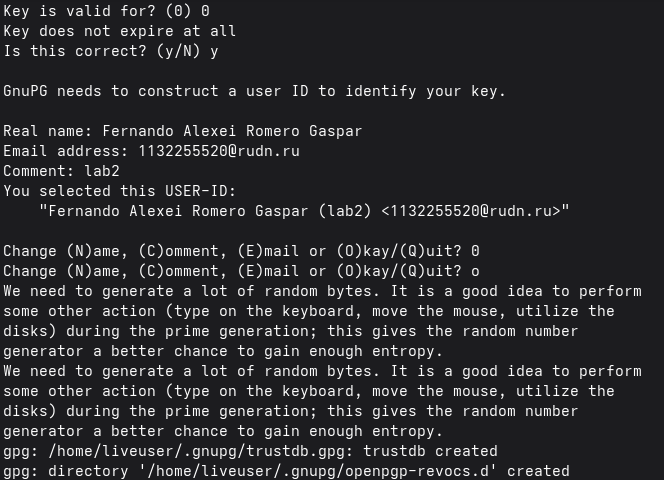 Key is valid for? (0) 0
Key does not expire at all
Is this correct? (y/N) y
GnuPG needs to construct a user ID to identify your key.
Real name: Fernando Alexei Romero Gaspar
Email address: 1132255520@rudn.ru
Comment: lab2
You selected this USER-ID:
    "Fernando Alexei Romero Gaspar (lab2) <1132255520@rudn.ru>"
Change (N)ame, (C)omment, (E)mail or (O)kay/(Q)uit? 0
Change (N)ame, (C)omment, (E)mail or (O)kay/(Q)uit? o
We need to generate a lot of random bytes. It is a good idea to perform
some other action (type on the keyboard, move the mouse, utilize the
disks) during the prime generation; this gives the random number
generator a better chance to gain enough entropy.
We need to generate a lot of random bytes. It is a good idea to perform
some other action (type on the keyboard, move the mouse, utilize the
disks) during the prime generation; this gives the random number
generator a better chance to gain enough entropy.
gpg: /home/liveuser/.gnupg/trustdb.gpg: trustdb created
gpg: directory '/home/liveuser/.gnupg/openpgp-revocs.d' created